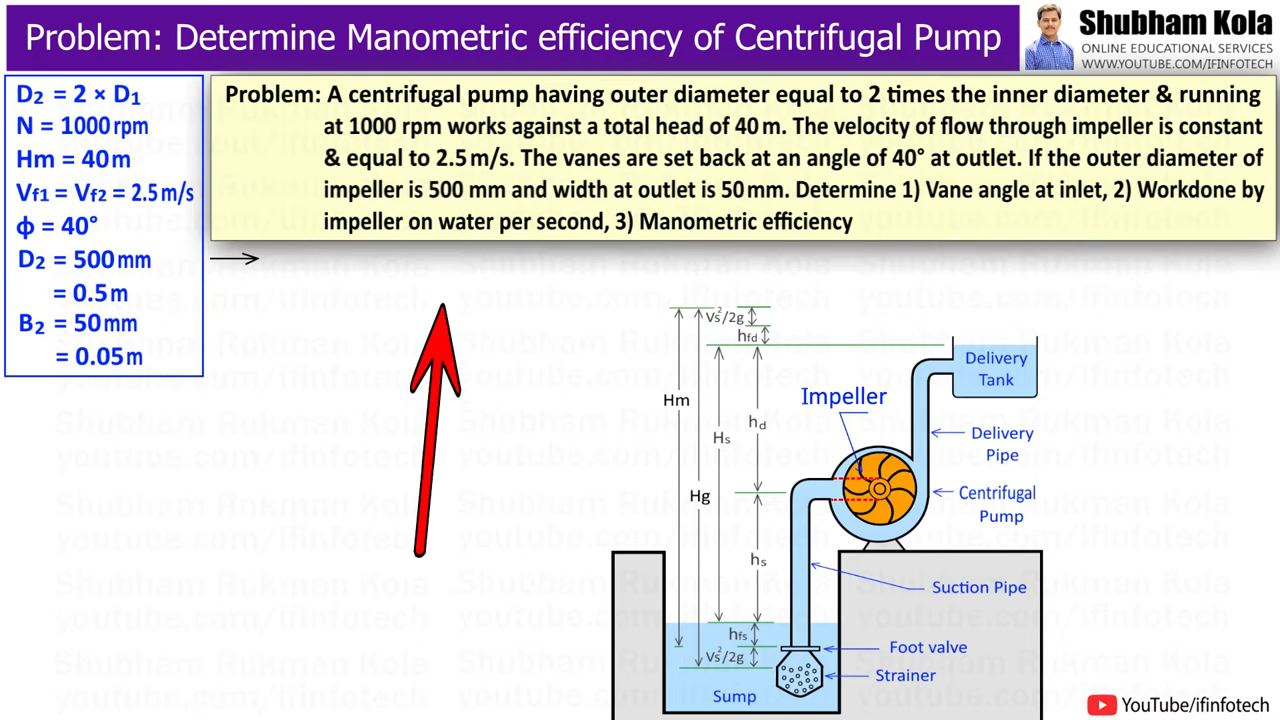 Problem: Determine Manometric efficiency of Centrifugal Pump
Shubham Kola
ONLINE EDUCATIONAL SERVICES
WWW.YOUTUBE.COM/IFINFOTECH
D₂ = 2 × D₁
N = 1000 rpm
Hm = 40 m
Vf₁ = Vf₂ = 2.5 m/s
ϕ = 40°
D₂ = 500 mm
= 0.5 m
B₂ = 50 mm
= 0.05 m
Problem: A centrifugal pump having outer diameter equal to 2 times the inner diameter & running
at 1000 rpm works against a total head of 40 m. The velocity of flow through impeller is constant
& equal to 2.5 m/s. The vanes are set back at an angle of 40° at outlet. If the outer diameter of
impeller is 500 mm and width at outlet is 50 mm. Determine 1) Vane angle at inlet, 2) Workdone by
impeller on water per second, 3) Manometric efficiency
Vs²/2g
hfd
Delivery
Tank
Impeller
Hm
hd
Hs
Delivery
Pipe
Hg
Centrifugal
Pump
hs
Suction Pipe
hfs
Foot valve
Vs²/2g
Strainer
Sump
YouTube/ifinfotech
Shubham Rukman Kola
youtube.com/ifinfotech